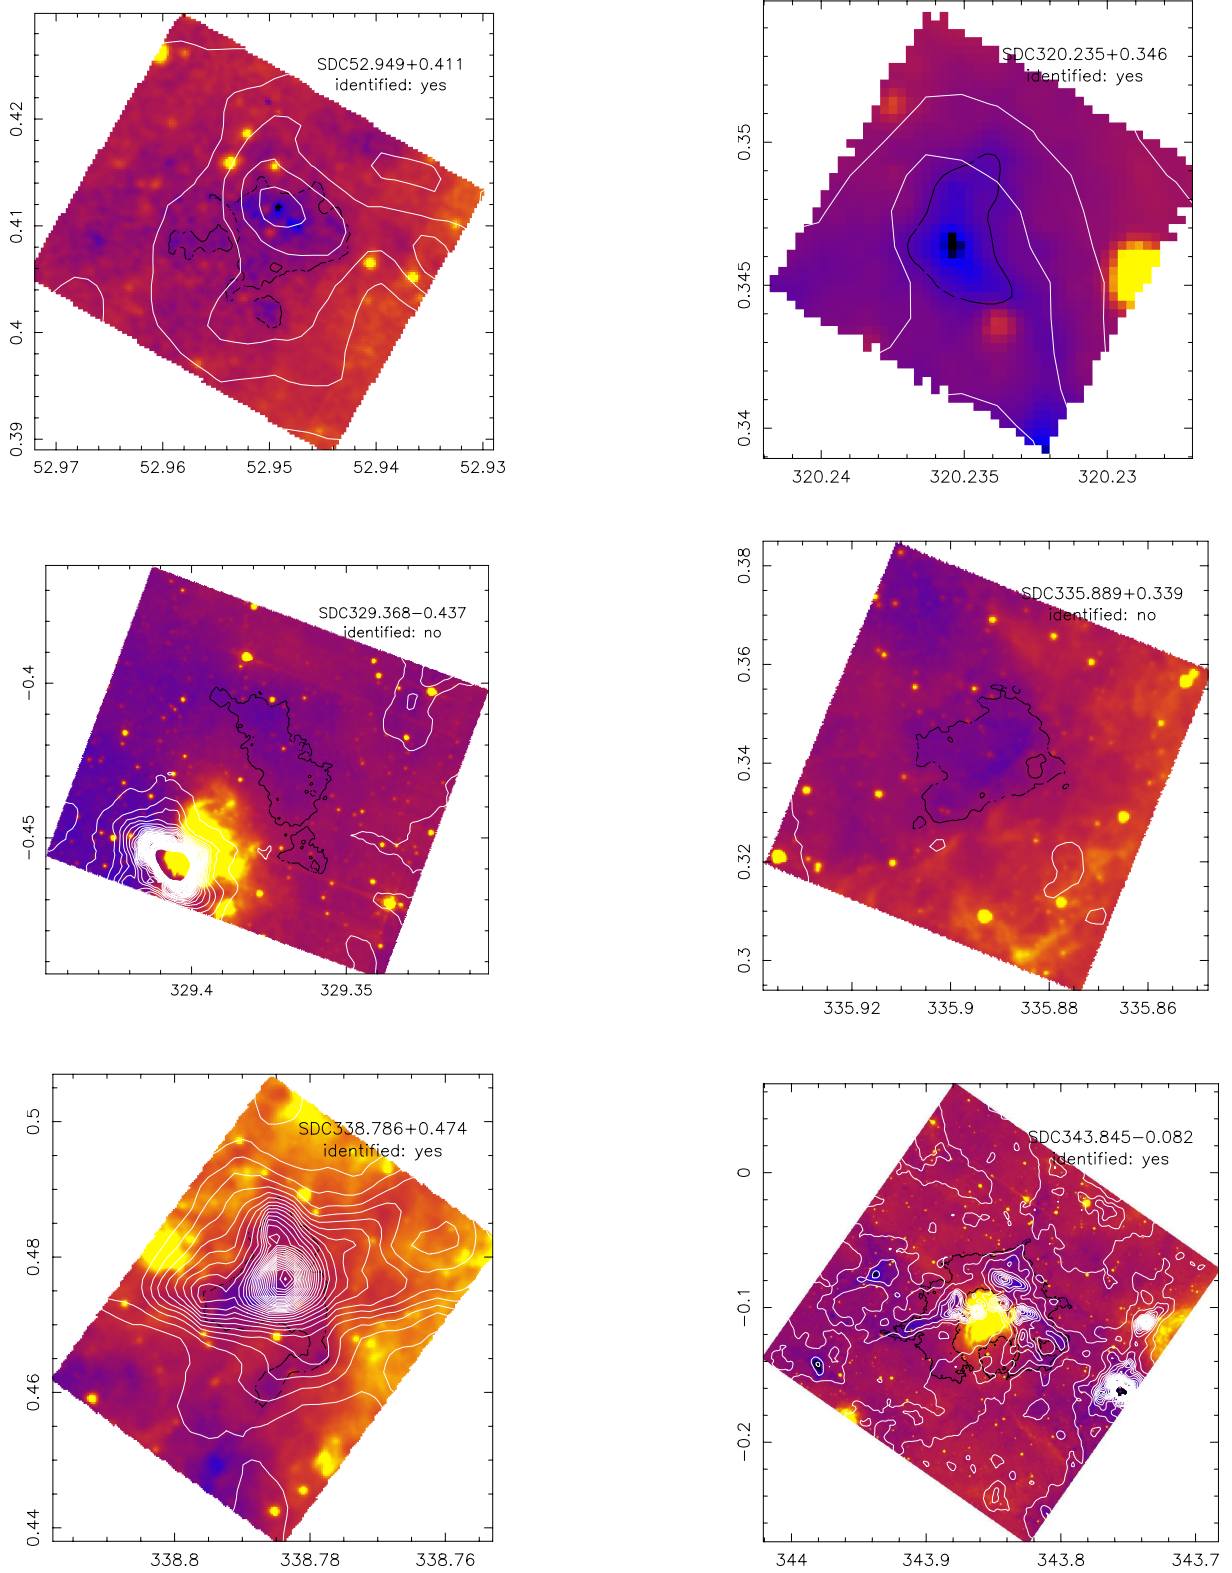 SDC52.949+0.411
identified: yes
0.42
0.41
0.4
0.39
52.97 52.96 52.95 52.94 52.93
SDC320.235+0.346
identified: yes
0.35
0.345
0.34
320.24 320.235 320.23
SDC329.368−0.437
identified: no
−0.4
−0.45
329.4 329.35
SDC335.889+0.339
identified: no
0.38
0.36
0.34
0.32
0.3
335.92 335.9 335.88 335.86
SDC338.786+0.474
identified: yes
0.5
0.48
0.46
0.44
338.8 338.78 338.76
SDC343.845−0.082
identified: yes
0
−0.1
−0.2
344 343.9 343.8 343.7